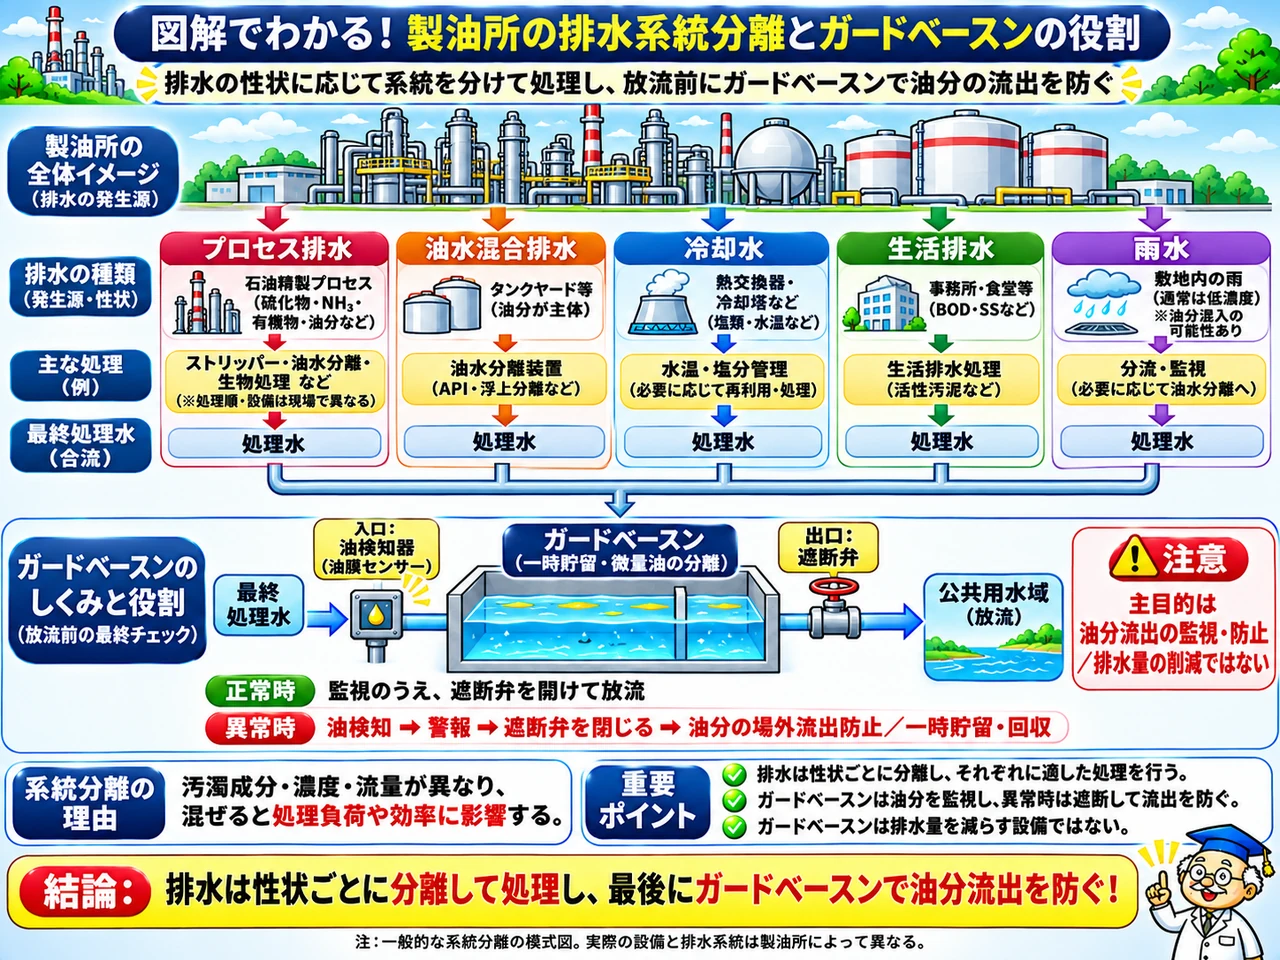 図解でわかる！製油所の排水系統分離とガードベースンの役割
排水の性状に応じて系統を分けて処理し、放流前にガードベースンで油分の流出を防ぐ
製油所の
全体イメージ
（排水の発生源）
排水の種類
（発生源・性状）
プロセス排水
石油精製プロセス
（硫化物・NH₃・
有機物・油分など）
油水混合排水
タンクヤード等
（油分が主体）
冷却水
熱交換器・
冷却塔など
（塩類・水温など）
生活排水
事務所・食堂等
（BOD・SSなど）
雨水
敷地内の雨
（通常は低濃度）
※油分混入の
可能性あり
主な処理
（例）
ストリッパー・油水分離・
生物処理 など
（※処理順・設備は現場で異なる）
油水分離装置
（API・浮上分離など）
水温・塩分管理
（必要に応じて再利用・処理）
生活排水処理
（活性汚泥など）
分流・監視
（必要に応じて油水分離へ）
最終処理水
（合流）
処理水
処理水
処理水
処理水
処理水
ガードベースンの
しくみと役割
（放流前の最終チェック）
最終
処理水
入口：
油検知器
（油膜センサー）
ガードベースン
（一時貯留・微量油の分離）
出口：
遮断弁
公共用水域
（放流）
注意
主目的は
油分流出の監視・防止
／排水量の削減ではない
正常時 監視のうえ、遮断弁を開けて放流
異常時 油検知 → 警報 → 遮断弁を閉じる → 油分の場外流出防止／一時貯留・回収
系統分離の
理由
汚濁成分・濃度・流量が異なり、
混ぜると処理負荷や効率に影響する。
重要
ポイント
排水は性状ごとに分離し、それぞれに適した処理を行う。
ガードベースンは油分を監視し、異常時は遮断して流出を防ぐ。
ガードベースンは排水量を減らす設備ではない。
結論：排水は性状ごとに分離して処理し、最後にガードベースンで油分流出を防ぐ！
注：一般的な系統分離の模式図。実際の設備と排水系統は製油所によって異なる。